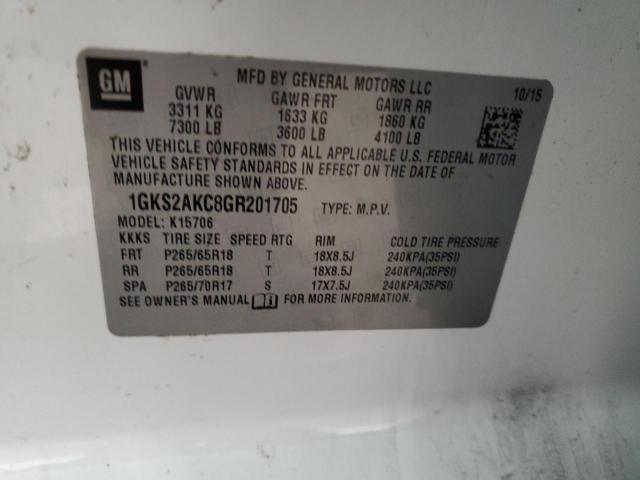 GM
MFD BY GENERAL MOTORS LLC
10/15
GVWR GAWR FRT GAWR RR
3311 KG 1633 KG 1860 KG
7300 LB 3600 LB 4100 LB
THIS VEHICLE CONFORMS TO ALL APPLICABLE U.S. FEDERAL MOTOR
VEHICLE SAFETY STANDARDS IN EFFECT ON THE DATE OF
MANUFACTURE SHOWN ABOVE.
1GKS2AKC8GR201705 TYPE: M.P.V.
MODEL: K15706
KKKS TIRE SIZE SPEED RTG RIM COLD TIRE PRESSURE
FRT P265/65R18 T 18X8.5J 240KPA(35PSI)
RR P265/65R18 T 18X8.5J 240KPA(35PSI)
SPA P265/70R17 S 17X7.5J 240KPA(35PSI)
SEE OWNER'S MANUAL FOR MORE INFORMATION.